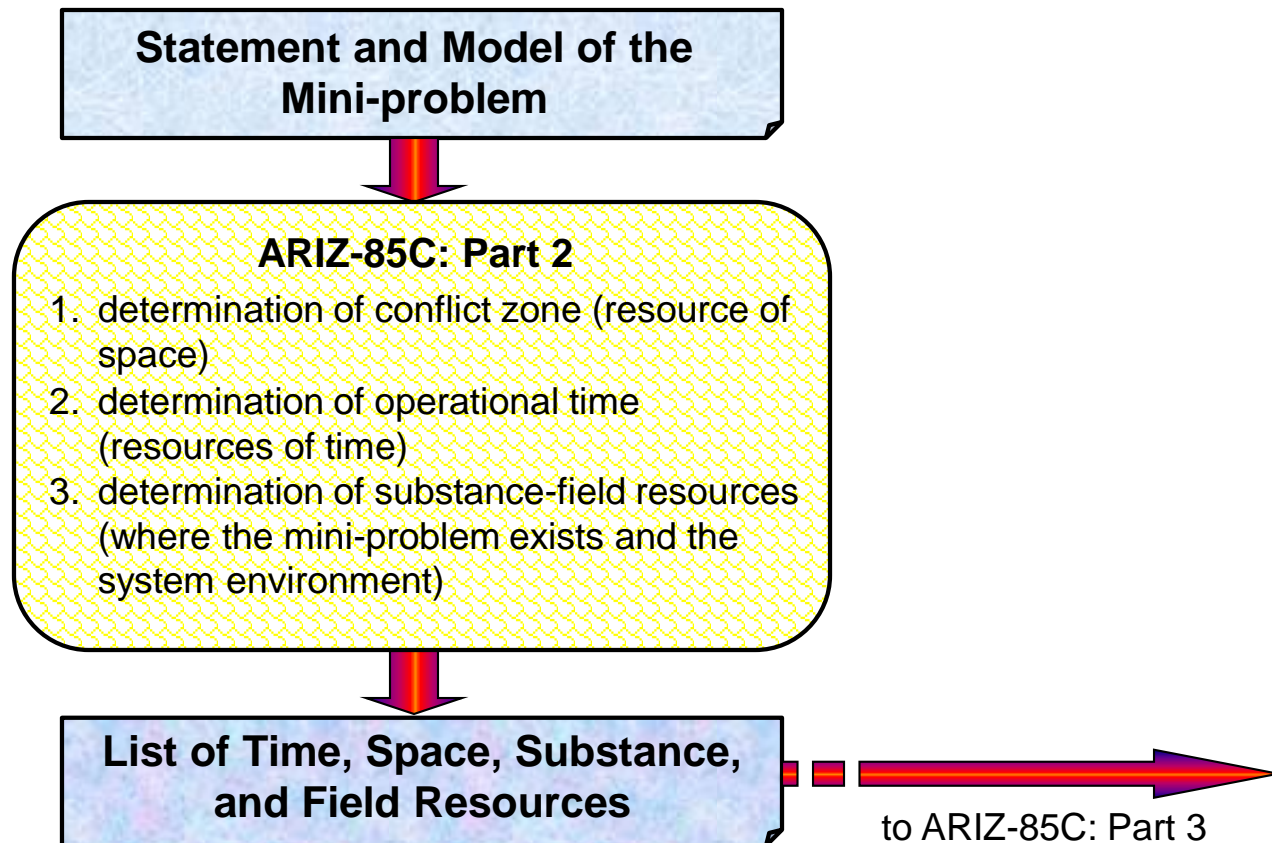 Statement and Model of the
Mini-problem
ARIZ-85C: Part 2
1. determination of conflict zone (resource of
space)
2. determination of operational time
(resources of time)
3. determination of substance-field resources
(where the mini-problem exists and the
system environment)
List of Time, Space, Substance,
and Field Resources
to ARIZ-85C: Part 3